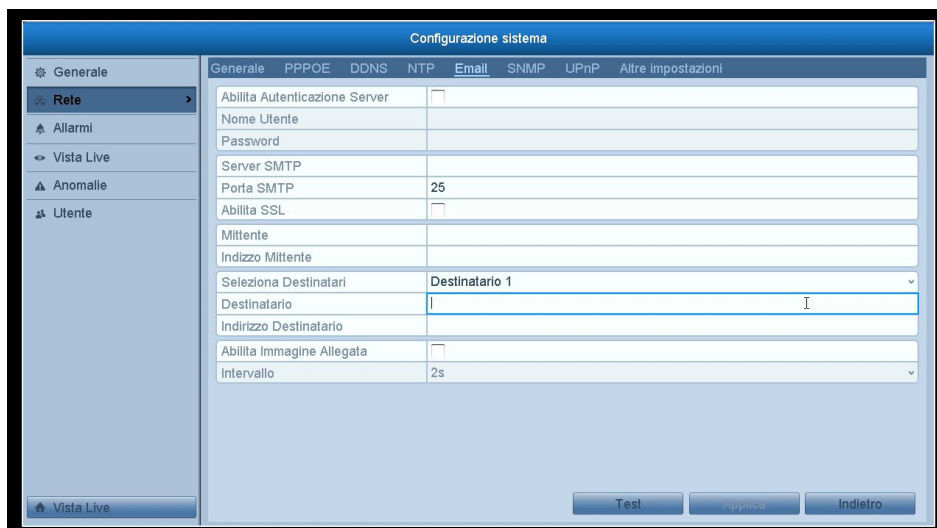 Configurazione sistema
Generale
Rete
Allarmi
Vista Live
Anomalie
Utente
Vista Live
Generale PPPOE DDNS NTP Email SNMP UPnP Altre impostazioni
Abilita Autenticazione Server
Nome Utente
Password
Server SMTP
Porta SMTP 25
Abilita SSL
Mittente
Indizzo Mittente
Seleziona Destinatari Destinatario 1
Destinatario
Indirizzo Destinatario
Abilita Immagine Allegata
Intervallo 2s
Test Applica Indietro